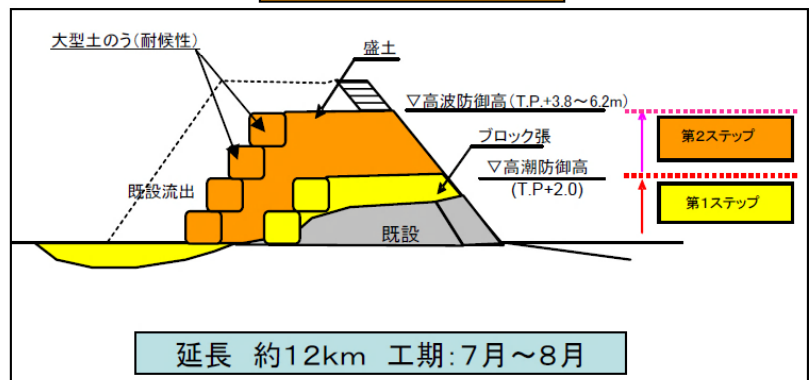 大型土のう(耐候性)
盛土
▽高波防御高(T.P.+3.8～6.2m)
ブロック張
第2ステップ
▽高潮防御高
(T.P+2.0)
既設流出
第1ステップ
既設
延長 約12km 工期:7月～8月